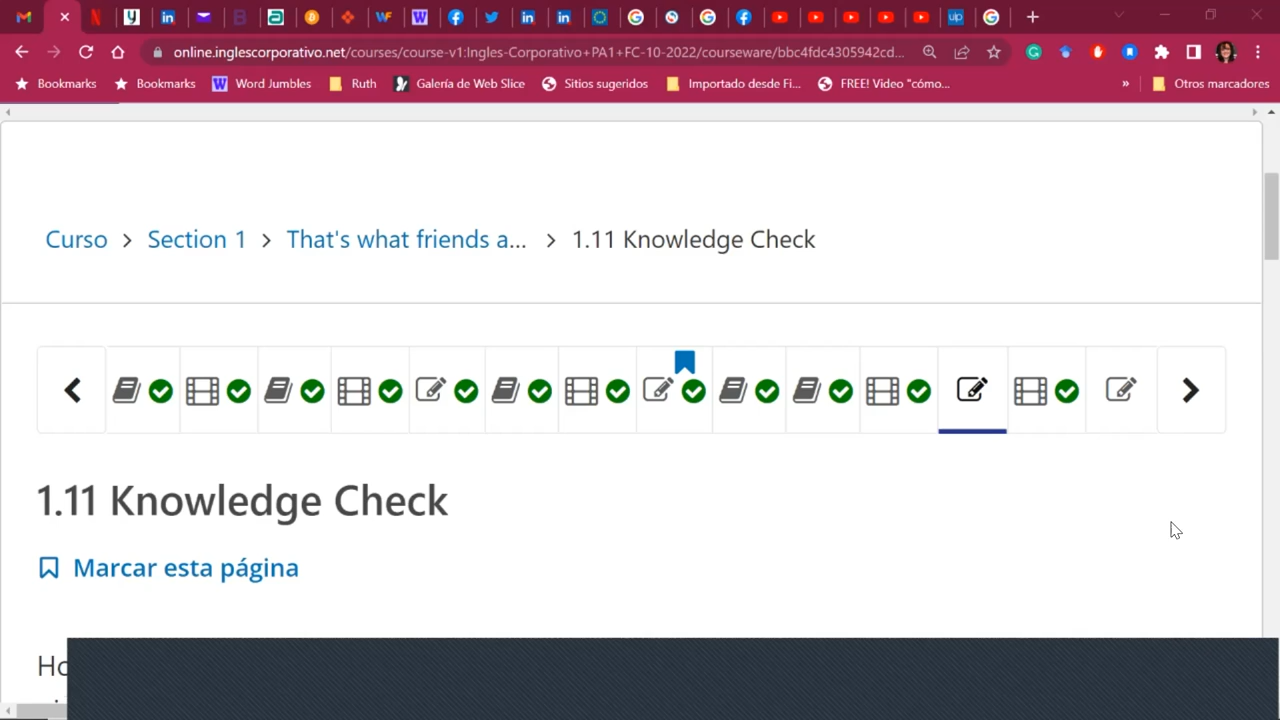 online.inglescorporativo.net/courses/course-v1:Ingles-Corporativo+PA1+FC-10-2022/courseware/bbc4fdc4305942cd...
Bookmarks Bookmarks Word Jumbles Ruth Galería de Web Slice Sitios sugeridos Importado desde Fi... FREE! Video "cómo... » Otros marcadores
Curso > Section 1 > That's what friends a... > 1.11 Knowledge Check
1.11 Knowledge Check
Marcar esta página